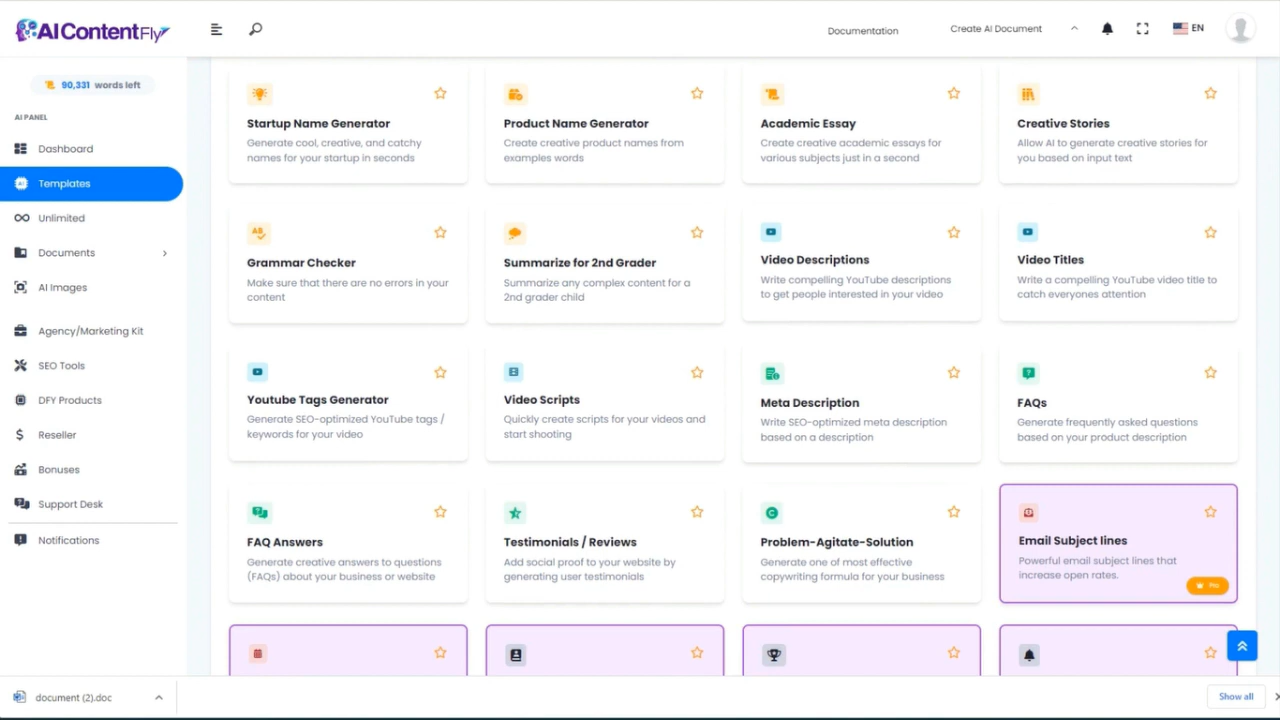 AI ContentFly
Documentation
Create AI Document
EN
90,331 words left
AI PANEL
Dashboard
Templates
Unlimited
Documents
AI Images
Agency/Marketing Kit
SEO Tools
DFY Products
Reseller
Bonuses
Support Desk
Notifications
Startup Name Generator
Generate cool, creative, and catchy
names for your startup in seconds
Product Name Generator
Create creative product names from
examples words
Academic Essay
Create creative academic essays for
various subjects just in a second
Creative Stories
Allow AI to generate creative stories for
you based on input text
Grammar Checker
Make sure that there are no errors in your
content
Summarize for 2nd Grader
Summarize any complex content for a
2nd grader child
Video Descriptions
Write compelling YouTube descriptions
to get people interested in your video
Video Titles
Write a compelling YouTube video title to
catch everyones attention
Youtube Tags Generator
Generate SEO-optimized YouTube tags /
keywords for your video
Video Scripts
Quickly create scripts for your videos and
start shooting
Meta Description
Write SEO-optimized meta description
based on a description
FAQs
Generate frequently asked questions
based on your product description
FAQ Answers
Generate creative answers to questions
(FAQs) about your business or website
Testimonials / Reviews
Add social proof to your website by
generating user testimonials
Problem-Agitate-Solution
Generate one of most effective
copywriting formula for your business
Email Subject lines
Powerful email subject lines that
increase open rates.
Pro
document (2).doc
Show all